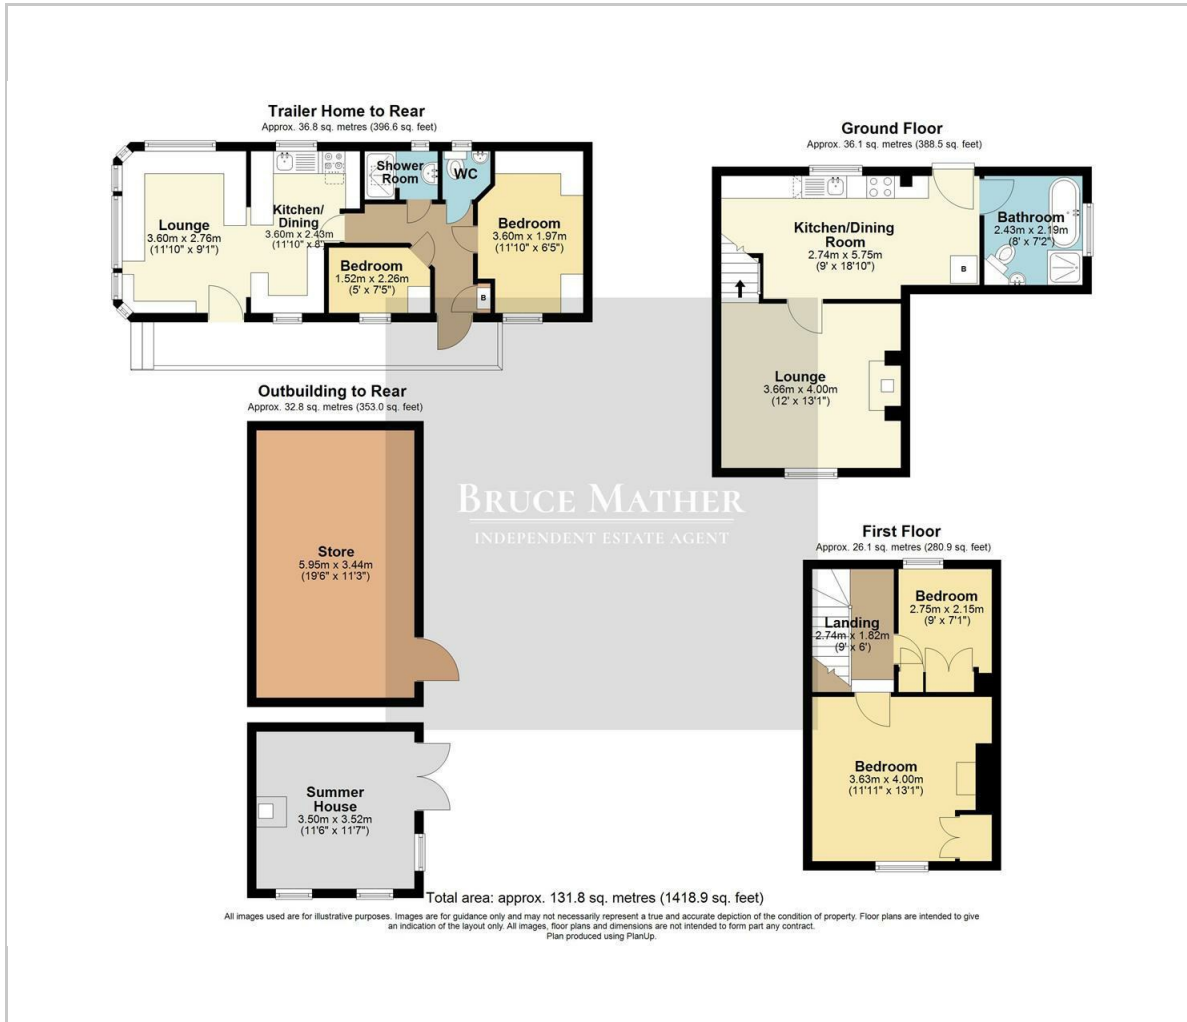 Trailer Home to Rear
Approx. 36.8 sq. metres (396.6 sq. feet)
Lounge
3.60m x 2.76m
(11'10" x 9'1")
Kitchen/
Dining
3.60m x 2.43m
(11'10" x 8')
Shower
Room
WC
Bedroom
3.60m x 1.97m
(11'10" x 6'5")
Bedroom
1.52m x 2.26m
(5' x 7'5")
B
Ground Floor
Approx. 36.1 sq. metres (388.5 sq. feet)
Kitchen/Dining
Room
2.74m x 5.75m
(9' x 18'10")
B
Bathroom
2.43m x 2.19m
(8' x 7'2")
Lounge
3.66m x 4.00m
(12' x 13'1")
Outbuilding to Rear
Approx. 32.8 sq. metres (353.0 sq. feet)
Store
5.95m x 3.44m
(19'6" x 11'3")
BRUCE MATHER
INDEPENDENT ESTATE AGENT
First Floor
Approx. 26.1 sq. metres (280.9 sq. feet)
Landing
2.74m x 1.82m
(9' x 6')
Bedroom
2.75m x 2.15m
(9' x 7'1")
Bedroom
3.63m x 4.00m
(11'11" x 13'1")
Summer
House
3.50m x 3.52m
(11'6" x 11'7")
Total area: approx. 131.8 sq. metres (1418.9 sq. feet)
All images used are for illustrative purposes. Images are for guidance only and may not necessarily represent a true and accurate depiction of the condition of property. Floor plans are intended to give
an indication of the layout only. All images, floor plans and dimensions are not intended to form part any contract.
Plan produced using PlanUp.